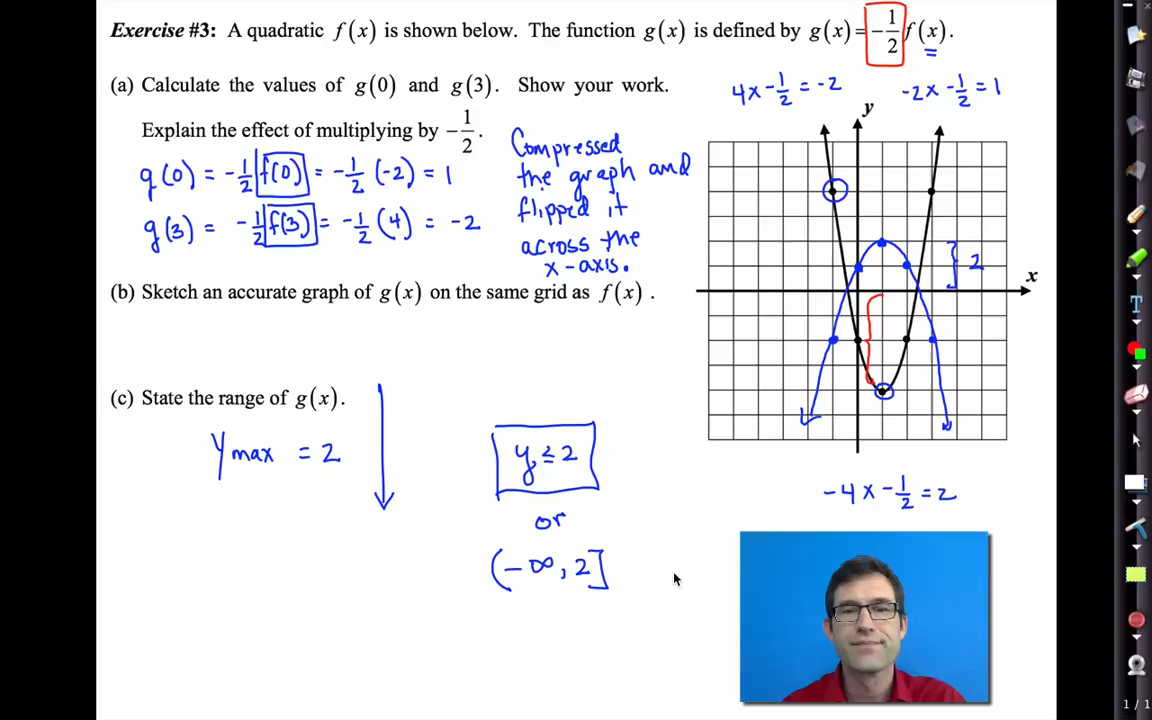 Exercise #3: A quadratic f(x) is shown below. The function g(x) is defined by g(x)=-1/2 f(x).
(a) Calculate the values of g(0) and g(3). Show your work.
Explain the effect of multiplying by -1/2.
4x-1/2=-2
-2x-1/2=1
g(0) = -1/2 f(0) = -1/2 (-2) = 1
g(3) = -1/2 f(3) = -1/2 (4) = -2
Compressed
the graph and
flipped it
across the
x-axis.
y
x
2
(b) Sketch an accurate graph of g(x) on the same grid as f(x).
(c) State the range of g(x).
ymax = 2
y≤2
or
(-∞, 2]
-4x-1/2=2
T
1/1